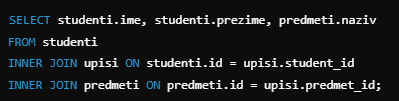 SELECT studenti.ime, studenti.prezime, predmeti.naziv
FROM studenti
INNER JOIN upisi ON studenti.id = upisi.student_id
INNER JOIN predmeti ON predmeti.id = upisi.predmet_id;